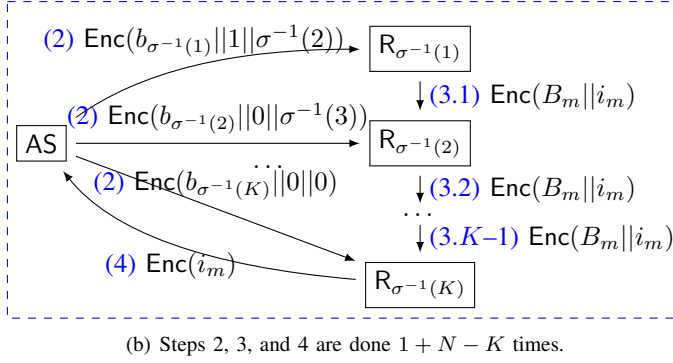 (2) Enc(b_{σ^{-1}(1)}||1||σ^{-1}(2))
R_{σ^{-1}(1)}
(3.1) Enc(B_m||i_m)
(2) Enc(b_{σ^{-1}(2)}||0||σ^{-1}(3))
AS
R_{σ^{-1}(2)}
...
(2) Enc(b_{σ^{-1}(K)}||0||0)
(3.2) Enc(B_m||i_m)
...
(3.K–1) Enc(B_m||i_m)
(4) Enc(i_m)
R_{σ^{-1}(K)}
(b) Steps 2, 3, and 4 are done 1 + N − K times.